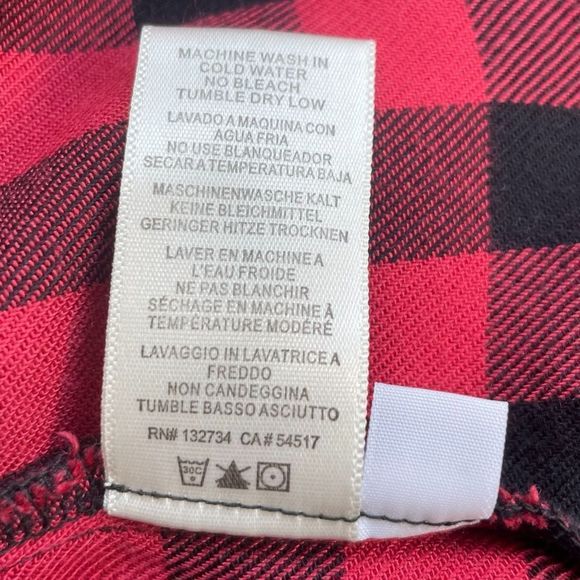 MACHINE WASH IN
COLD WATER
NO BLEACH
TUMBLE DRY LOW
LAVADO A MAQUINA CON
AGUA FRIA
NO USE BLANQUEADOR
SECAR A TEMPERATURA BAJA
MASCHINENWASCHE KALT
KEINE BLEICHMITTEL
GERINGER HITZE TROCKNEN
LAVER EN MACHINE A
L'EAU FROIDE
NE PAS BLANCHIR
SÉCHAGE EN MACHINE À
TEMPÉRATURE MODÉRÉ
LAVAGGIO IN LAVATRICE A
FREDDO
NON CANDEGGINA
TUMBLE BASSO ASCIUTTO
RN# 132734 CA# 54517
30C